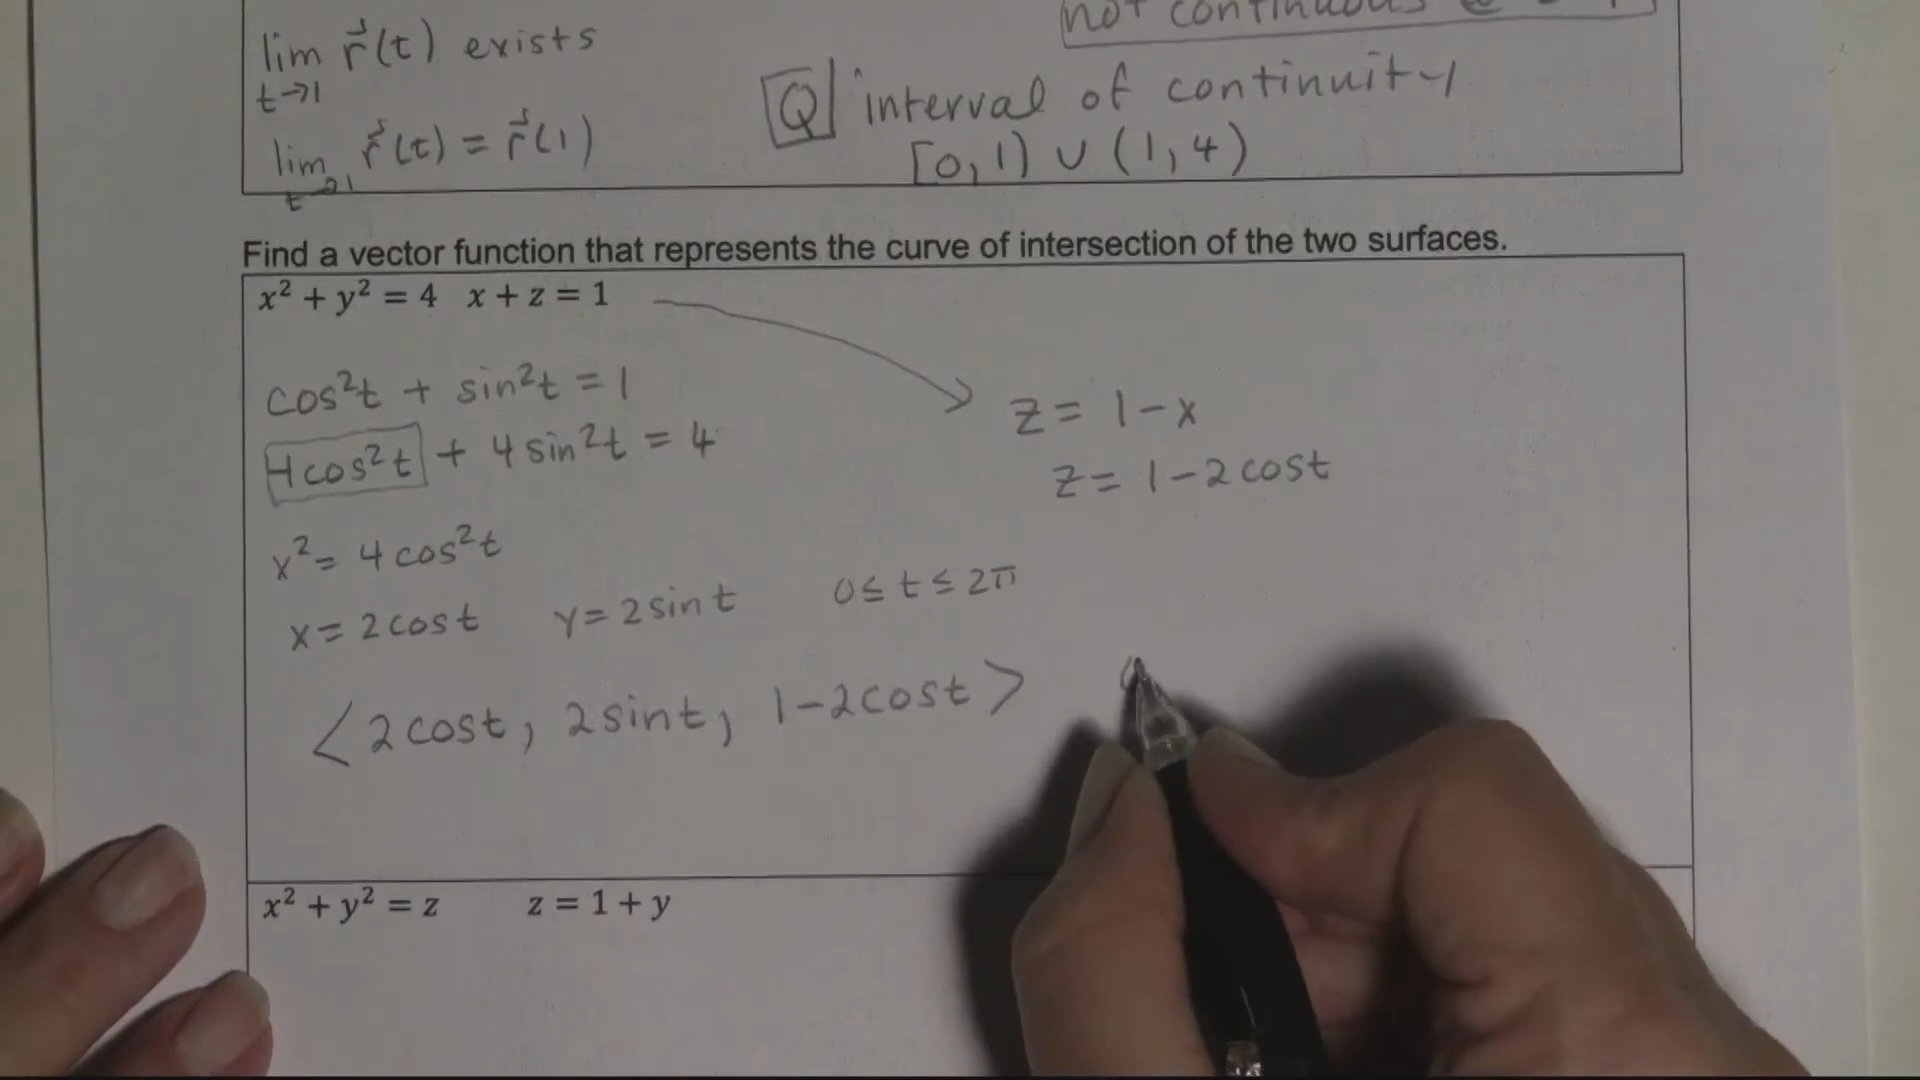 not continuous @
lim r⃗(t) exists
t→1
Q interval of continuity
lim r⃗(t) = r⃗(1)
t→1
[0,1) ∪ (1,4)
Find a vector function that represents the curve of intersection of the two surfaces.
x² + y² = 4 x + z = 1
cos²t + sin²t = 1
z = 1-x
4cos²t + 4sin²t = 4
z = 1-2cost
x² = 4cos²t
x = 2cost y = 2sint 0≤t≤2π
<2cost, 2sint, 1-2cost>
x² + y² = z z = 1 + y